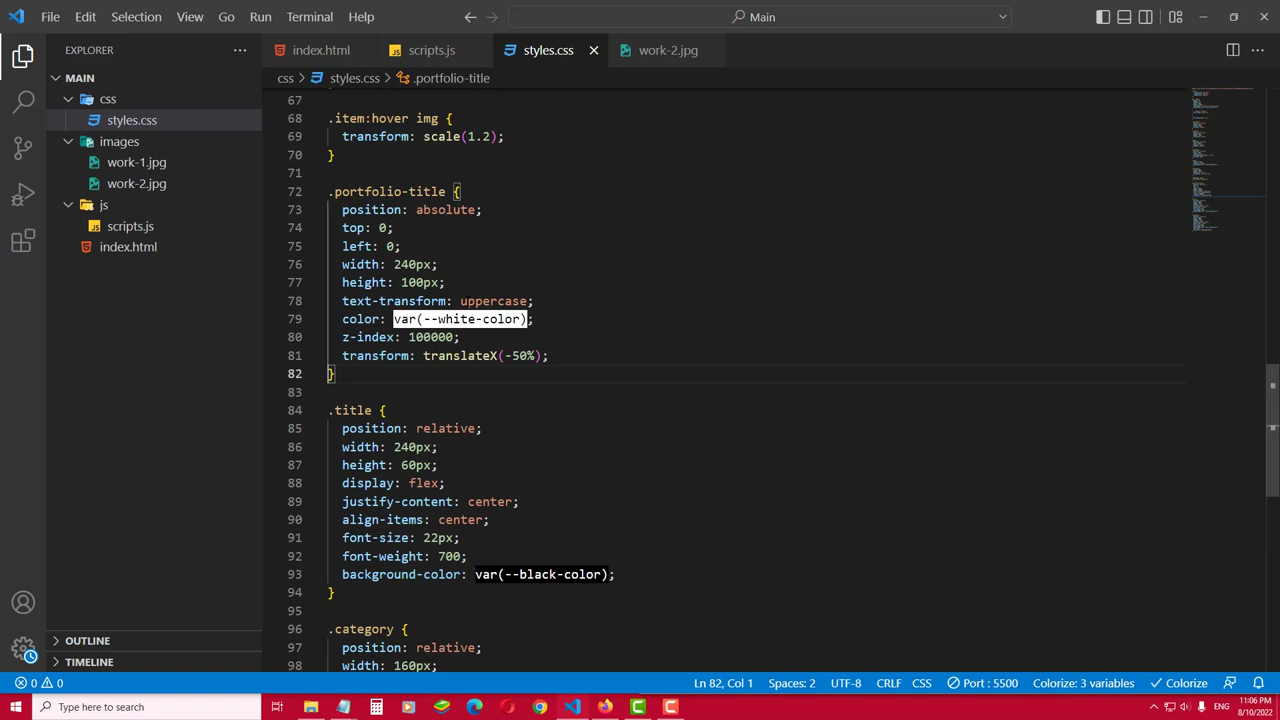 File Edit Selection View Go Run Terminal Help Main
EXPLORER
index.html scripts.js styles.css work-2.jpg
MAIN
css > styles.css > .portfolio-title
css
styles.css
images
work-1.jpg
work-2.jpg
js
scripts.js
index.html
OUTLINE
TIMELINE
67
68 .item:hover img {
69 transform: scale(1.2);
70 }
71
72 .portfolio-title {
73 position: absolute;
74 top: 0;
75 left: 0;
76 width: 240px;
77 height: 100px;
78 text-transform: uppercase;
79 color: var(--white-color);
80 z-index: 100000;
81 transform: translateX(-50%);
82 }
83
84 .title {
85 position: relative;
86 width: 240px;
87 height: 60px;
88 display: flex;
89 justify-content: center;
90 align-items: center;
91 font-size: 22px;
92 font-weight: 700;
93 background-color: var(--black-color);
94 }
95
96 .category {
97 position: relative;
98 width: 160px;
0 0 Ln 82, Col 1 Spaces: 2 UTF-8 CRLF CSS Port : 5500 Colorize: 3 variables Colorize
Type here to search ENG 11:06 PM
8/10/2022